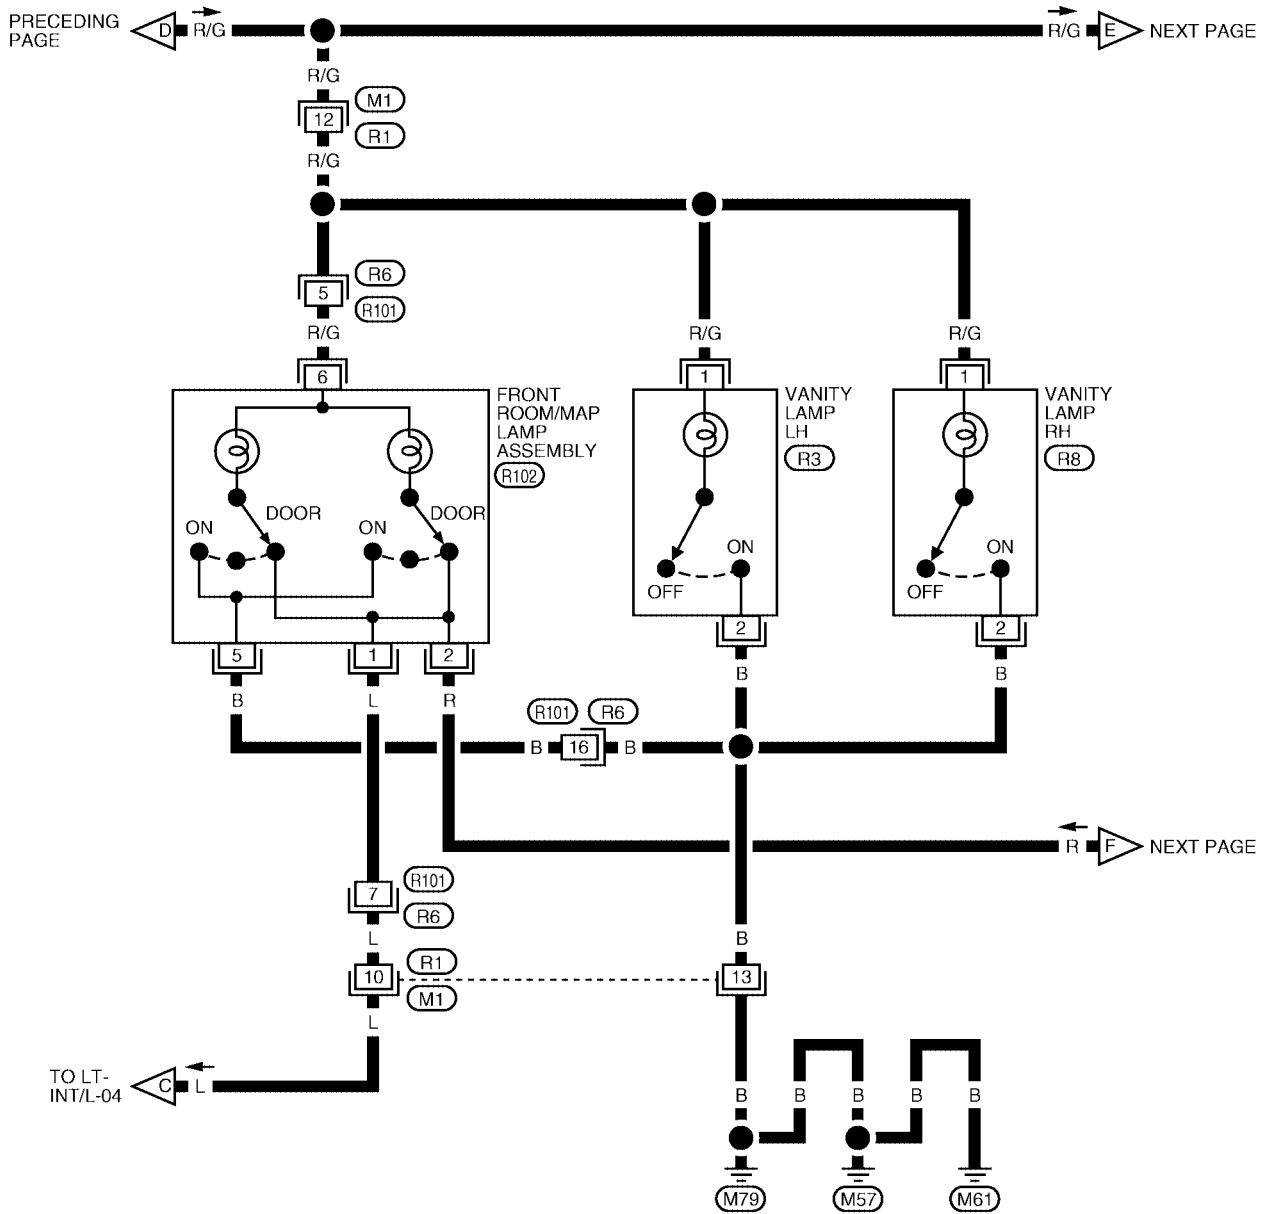 PRECEDING
PAGE
D
R/G
R/G
E
NEXT PAGE
R/G
M1
12
R1
R/G
R6
5
R101
R/G
R/G
R/G
6
1
1
FRONT
ROOM/MAP
LAMP
ASSEMBLY
R102
VANITY
LAMP
LH
R3
VANITY
LAMP
RH
R8
ON
DOOR
ON
DOOR
OFF
ON
OFF
ON
5
1
2
2
2
B
L
R
B
B
R101
R6
B
16
B
R
F
NEXT PAGE
7
R101
R6
L
B
10
R1
M1
13
L
TO LT-
INT/L-04
C
L
B
B
B
B
B
M79
M57
M61